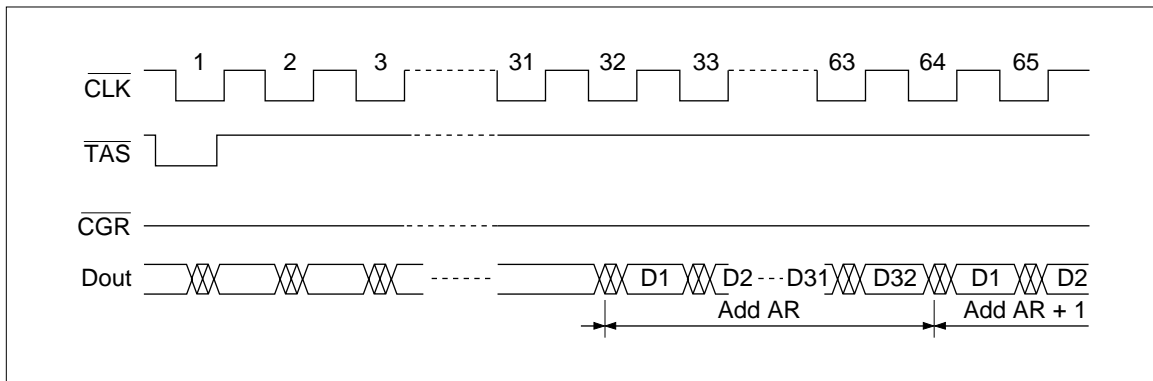 1 2 3 31 32 33 63 64 65
CLK
TAS
CGR
Dout D1 D2 D31 D32 D1 D2
Add AR Add AR + 1